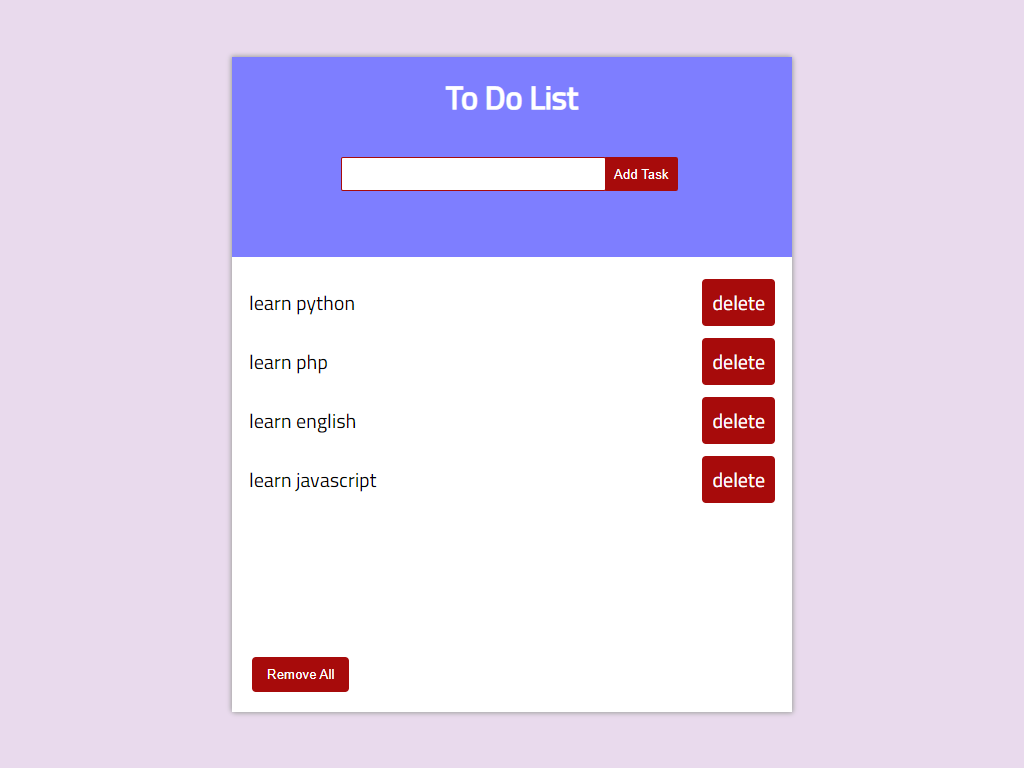 To Do List
Add Task
learn python delete
learn php delete
learn english delete
learn javascript delete
Remove All